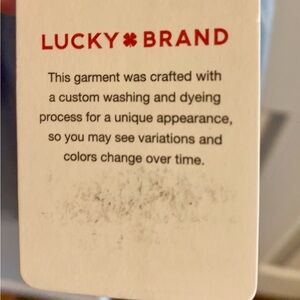 LUCKY BRAND
This garment was crafted with
a custom washing and dyeing
process for a unique appearance,
so you may see variations and
colors change over time.